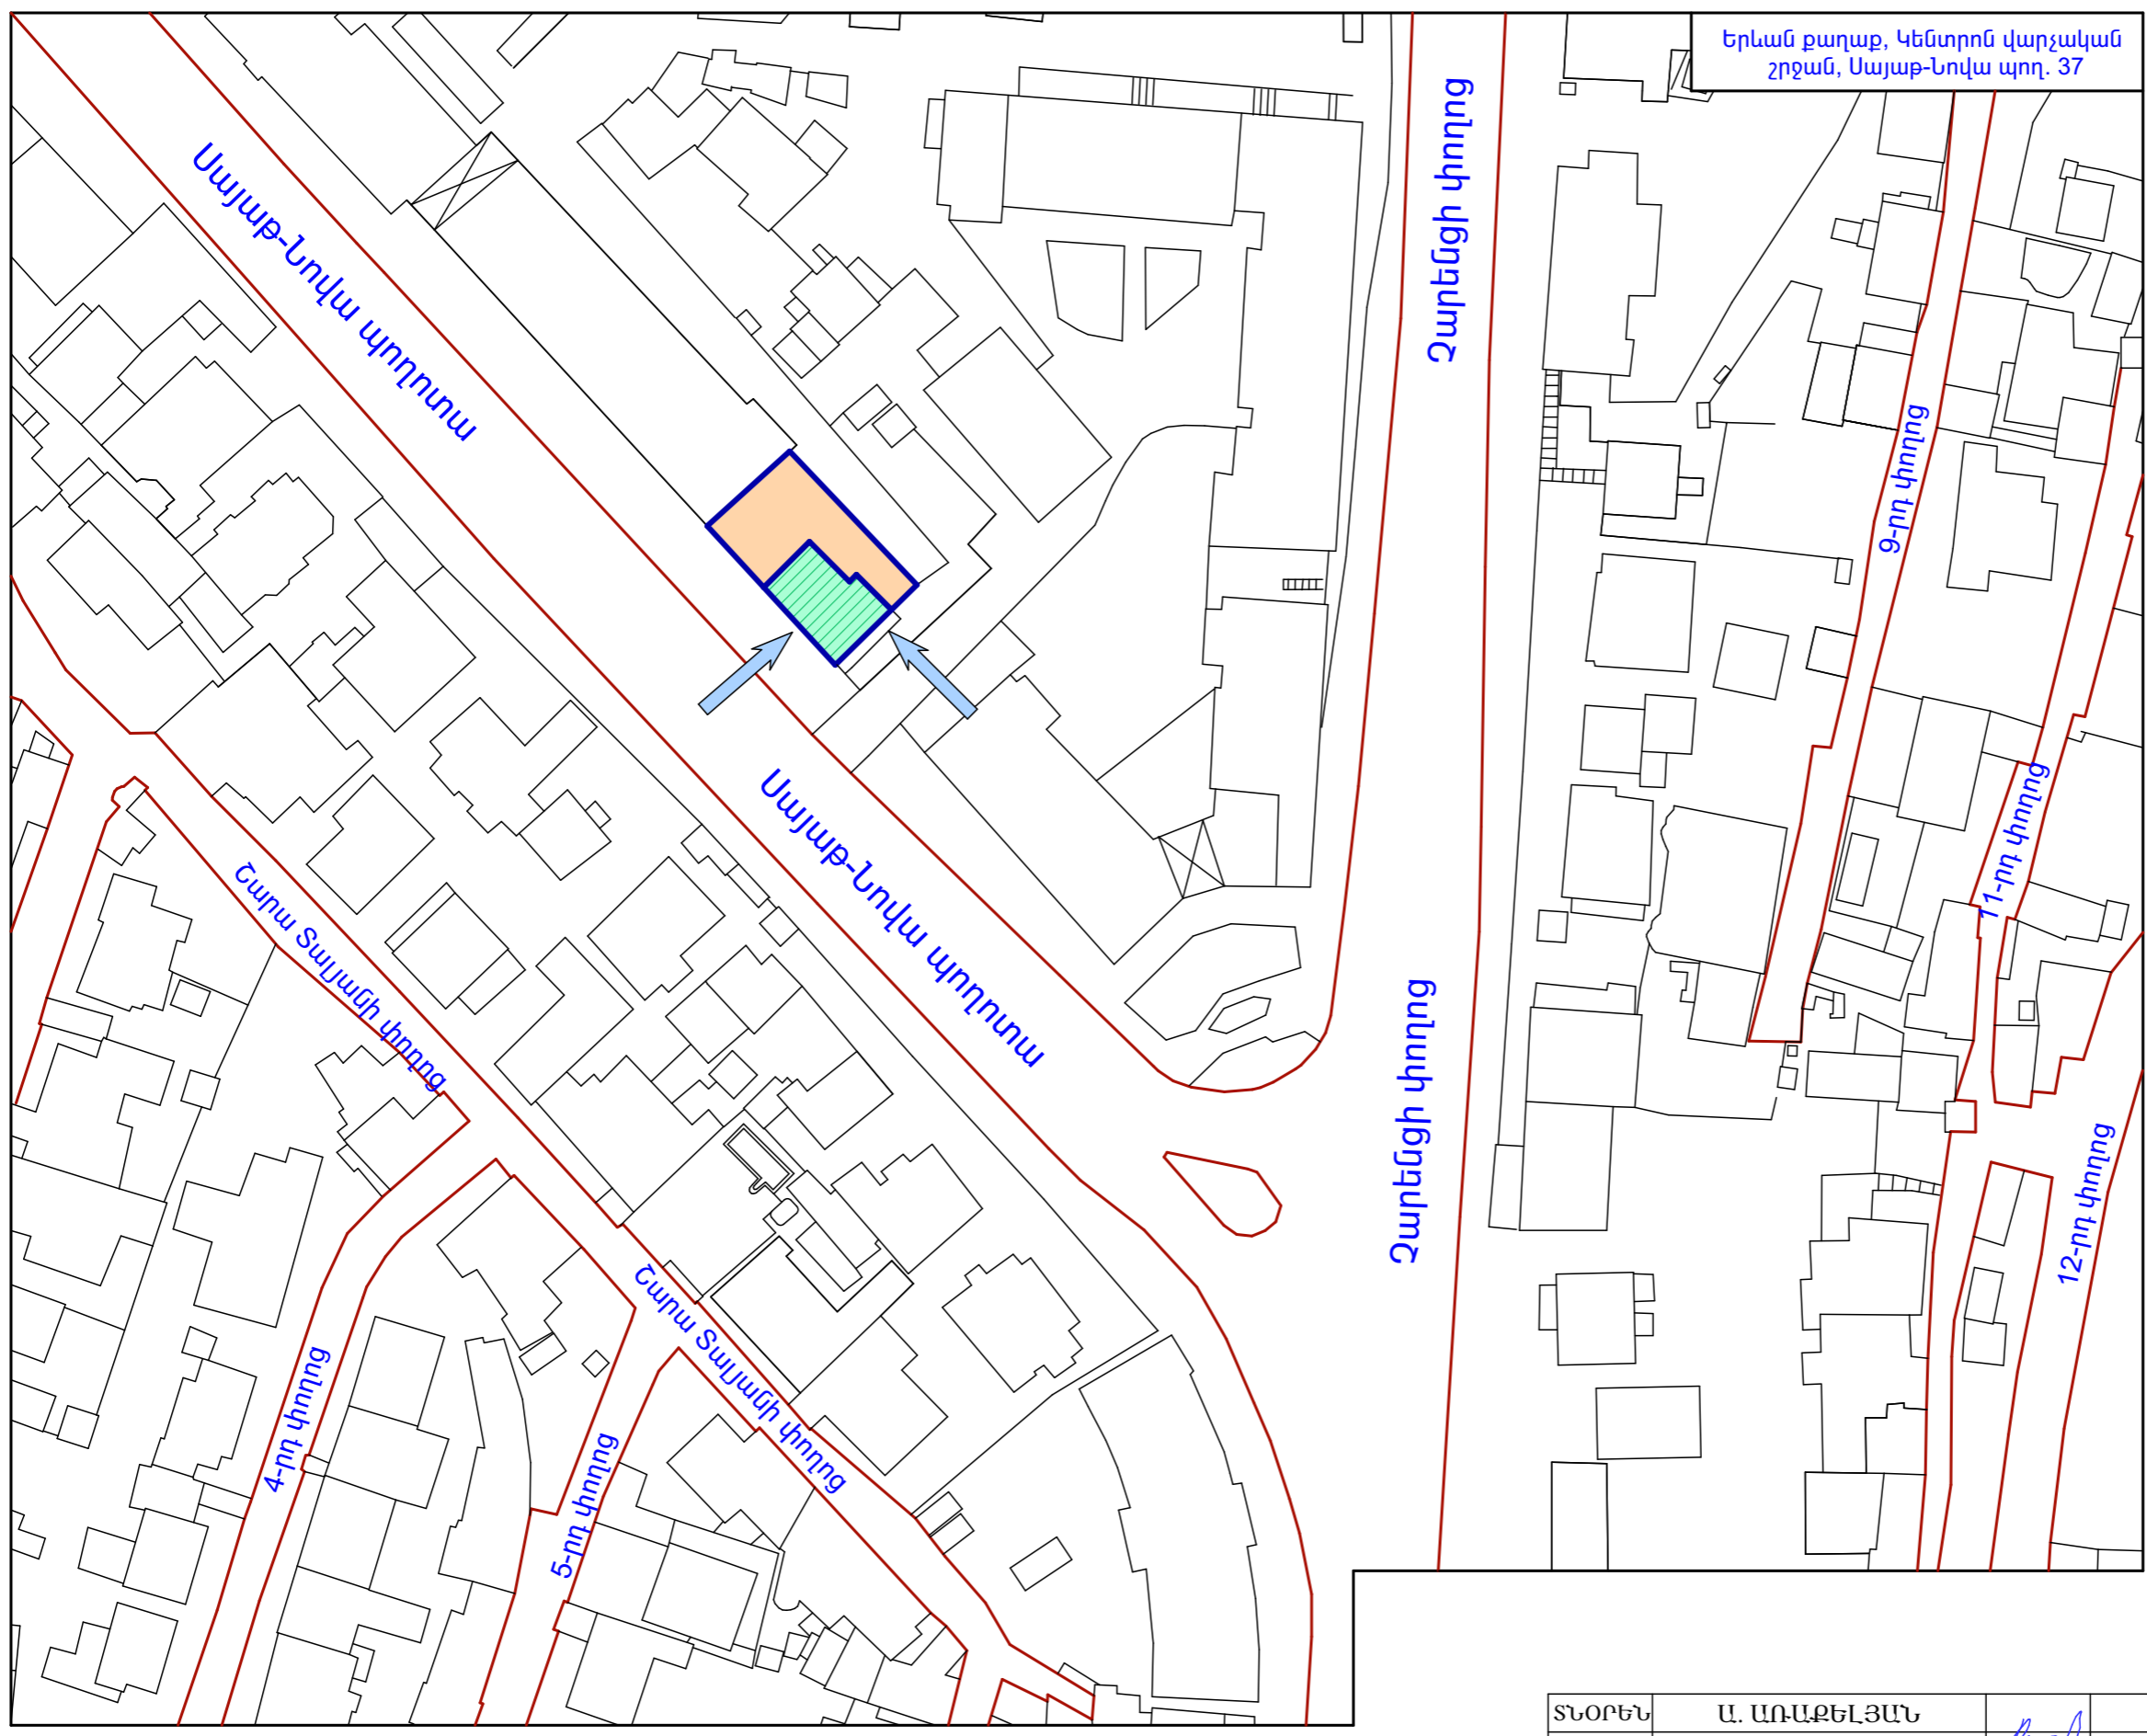 Երևան քաղաք, Կենտրոն վարչական
շրջան, Սայաթ-Նովա պող. 37
Սայաթ-Նովա պողոտա
Չարենցի փողոց
9-րդ փողոց
Սայաթ-Նովա պողոտա
11-րդ փողոց
Շարա Տալյանի փողոց
Չարենցի փողոց
12-րդ փողոց
Շարա Տալյանի փողոց
4-րդ փողոց
5-րդ փողոց
ՏՆՕՐԵՆ Ա. ԱՌԱՔԵԼՅԱՆ